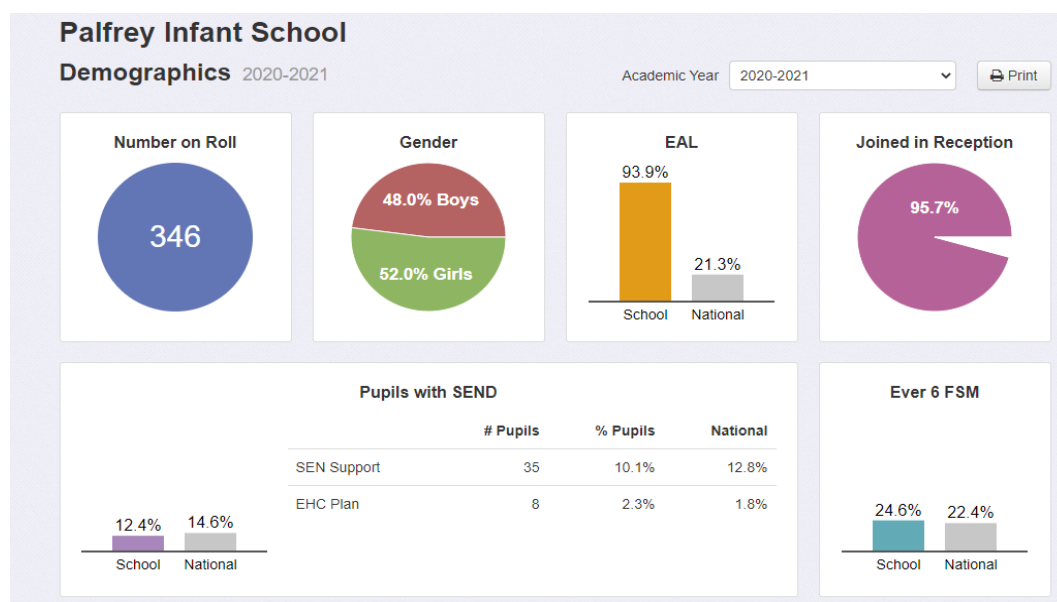 Palfrey Infant School
Demographics 2020-2021
Academic Year 2020-2021 Print
Number on Roll
346
Gender
48.0% Boys
52.0% Girls
EAL
93.9%
21.3%
School National
Joined in Reception
95.7%
Pupils with SEND
# Pupils % Pupils National
SEN Support 35 10.1% 12.8%
EHC Plan 8 2.3% 1.8%
12.4% 14.6%
School National
Ever 6 FSM
24.6% 22.4%
School National